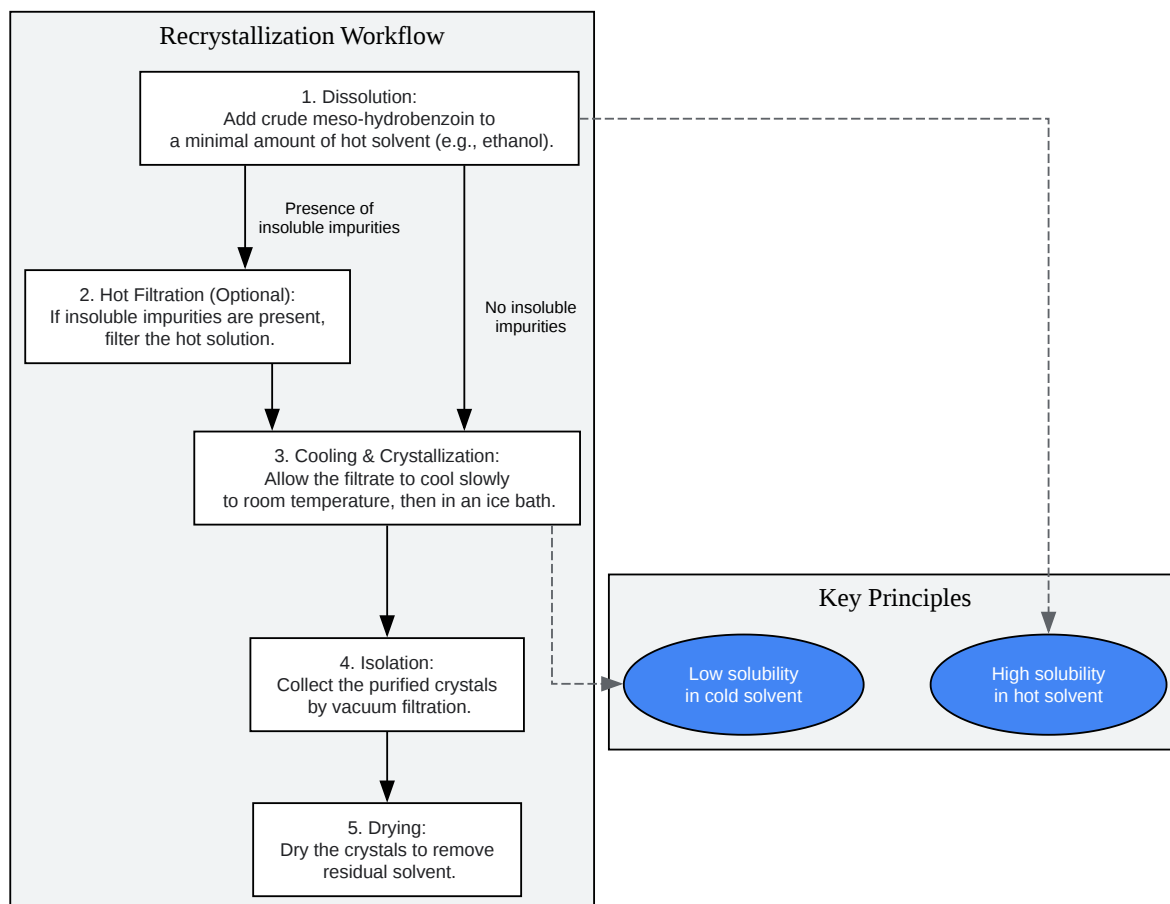 Recrystallization Workflow
1. Dissolution:
Add crude meso-hydrobenzoin to
a minimal amount of hot solvent (e.g., ethanol).
Presence of
insoluble impurities
2. Hot Filtration (Optional):
If insoluble impurities are present,
filter the hot solution.
No insoluble
impurities
3. Cooling & Crystallization:
Allow the filtrate to cool slowly
to room temperature, then in an ice bath.
4. Isolation:
Collect the purified crystals
by vacuum filtration.
5. Drying:
Dry the crystals to remove
residual solvent.
Key Principles
Low solubility
in cold solvent
High solubility
in hot solvent